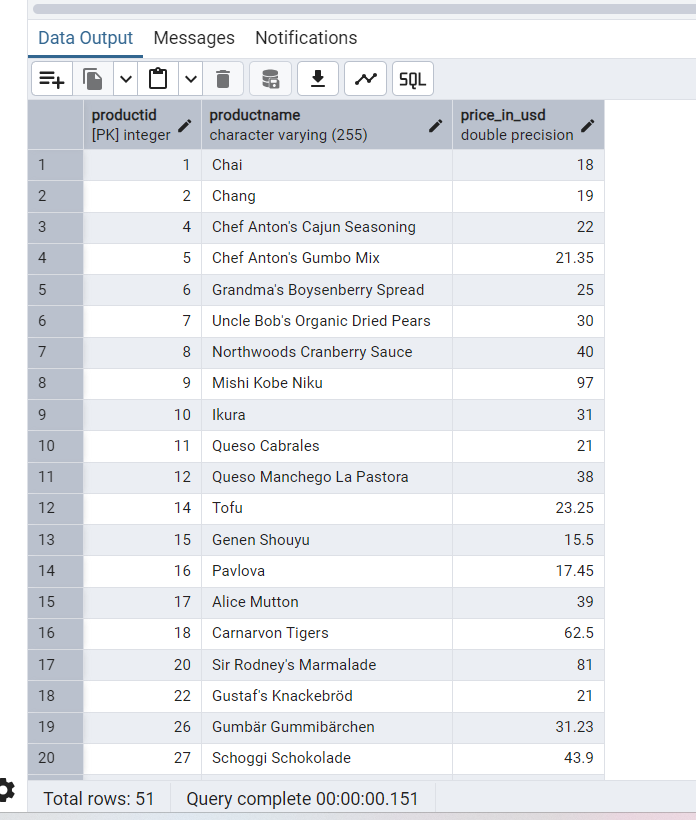 Data Output Messages Notifications
SQL
productid productname price_in_usd
[PK] integer character varying (255) double precision
1 1 Chai 18
2 2 Chang 19
3 4 Chef Anton's Cajun Seasoning 22
4 5 Chef Anton's Gumbo Mix 21.35
5 6 Grandma's Boysenberry Spread 25
6 7 Uncle Bob's Organic Dried Pears 30
7 8 Northwoods Cranberry Sauce 40
8 9 Mishi Kobe Niku 97
9 10 Ikura 31
10 11 Queso Cabrales 21
11 12 Queso Manchego La Pastora 38
12 14 Tofu 23.25
13 15 Genen Shouyu 15.5
14 16 Pavlova 17.45
15 17 Alice Mutton 39
16 18 Carnarvon Tigers 62.5
17 20 Sir Rodney's Marmalade 81
18 22 Gustaf's Knackebröd 21
19 26 Gumbär Gummibärchen 31.23
20 27 Schoggi Schokolade 43.9
Total rows: 51 Query complete 00:00:00.151